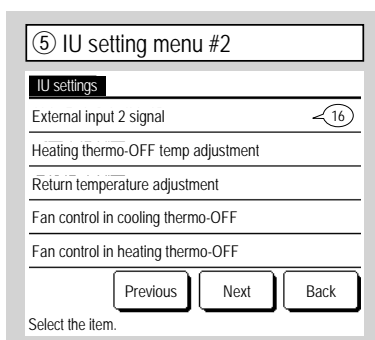 ⑤ IU setting menu #2
IU settings
External input 2 signal ⑯
Heating thermo-OFF temp adjustment
Return temperature adjustment
Fan control in cooling thermo-OFF
Fan control in heating thermo-OFF
Previous Next Back
Select the item.